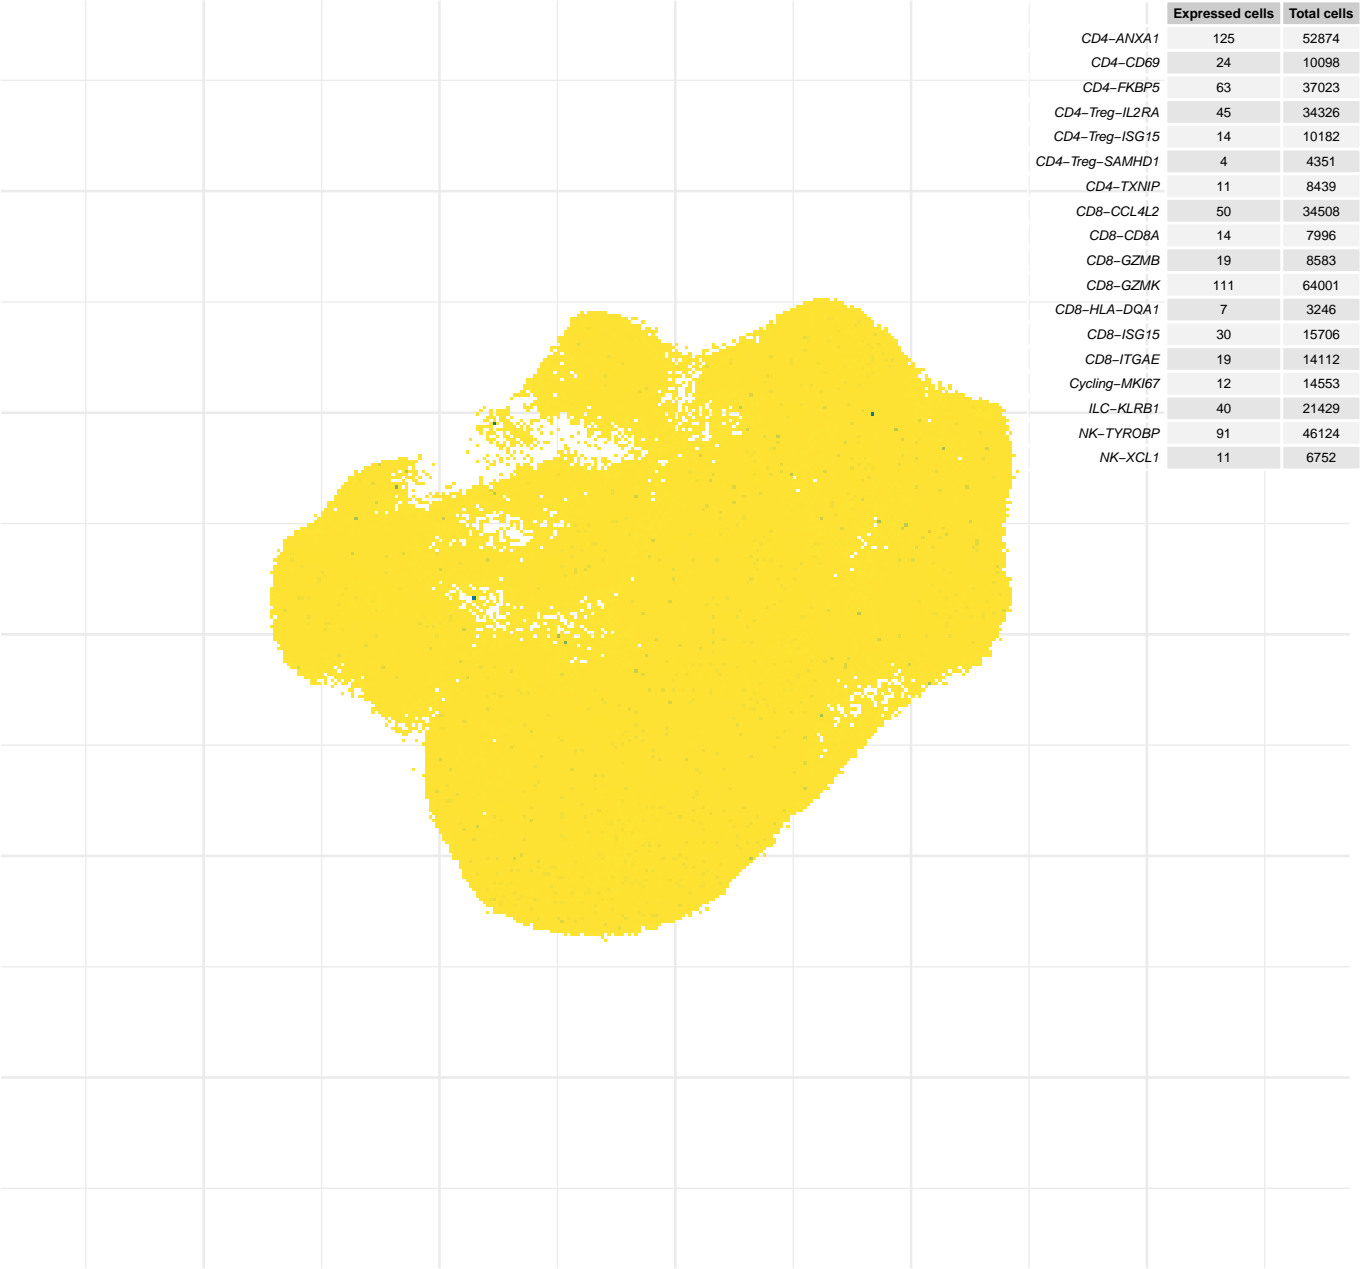 Expressed cells Total cells
CD4−ANXA1 125 52874
CD4−CD69 24 10098
CD4−FKBP5 63 37023
CD4−Treg−IL2RA 45 34326
CD4−Treg−ISG15 14 10182
CD4−Treg−SAMHD1 4 4351
CD4−TXNIP 11 8439
CD8−CCL4L2 50 34508
CD8−CD8A 14 7996
CD8−GZMB 19 8583
CD8−GZMK 111 64001
CD8−HLA−DQA1 7 3246
CD8−ISG15 30 15706
CD8−ITGAE 19 14112
Cycling−MKI67 12 14553
ILC−KLRB1 40 21429
NK−TYROBP 91 46124
NK−XCL1 11 6752